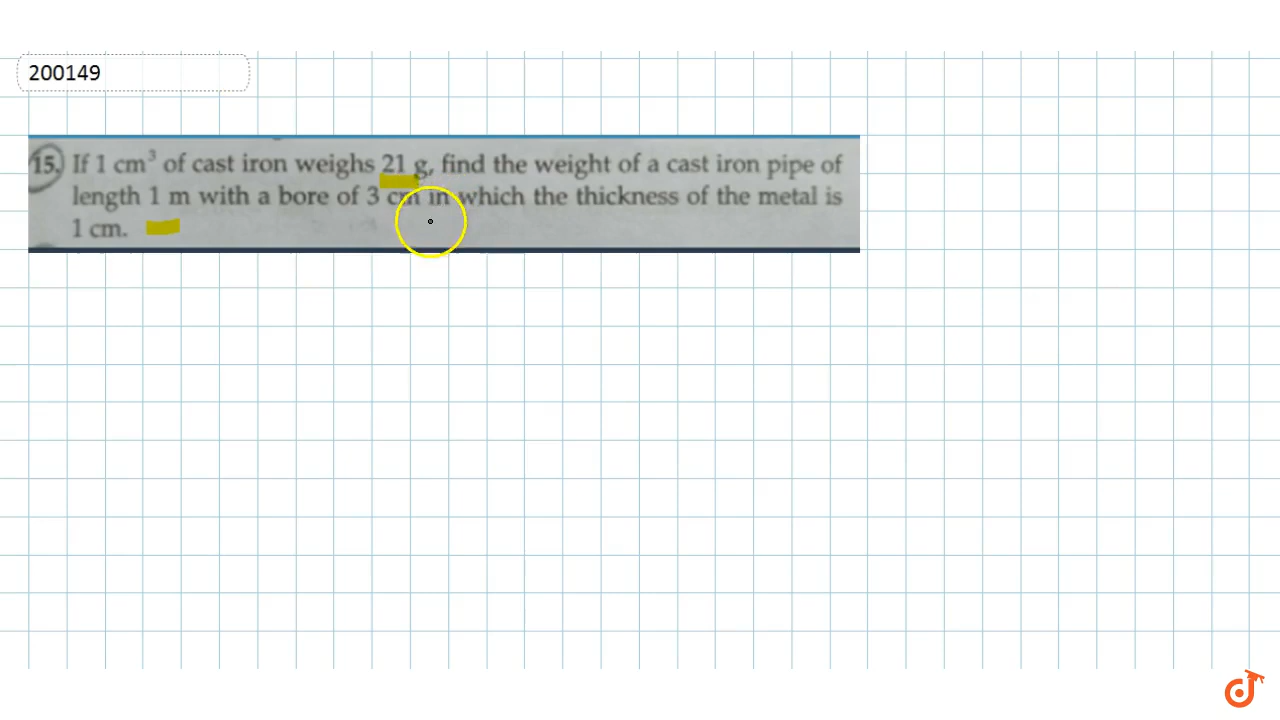 200149
15. If 1 cm³ of cast iron weighs 21 g, find the weight of a cast iron pipe of
length 1 m with a bore of 3 cm in which the thickness of the metal is
1 cm.